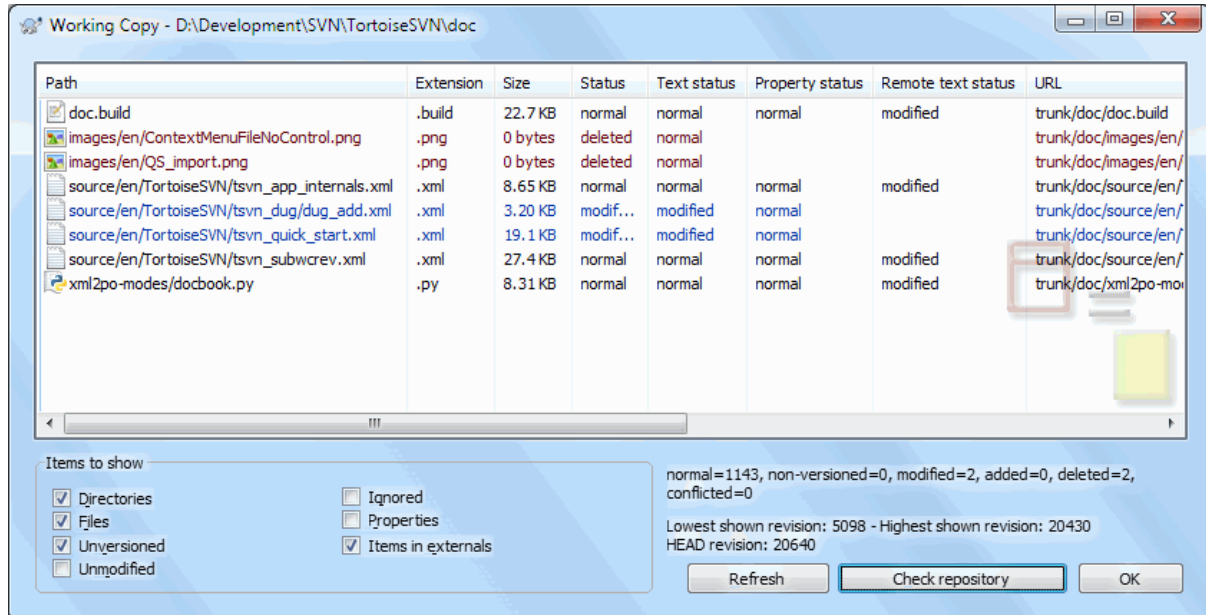 Working Copy - D:\Development\SVN\TortoiseSVN\doc
Path Extension Size Status Text status Property status Remote text status URL
doc.build .build 22.7 KB normal normal normal modified trunk/doc/doc.build
images/en/ContextMenuFileNoControl.png .png 0 bytes deleted normal trunk/doc/images/en/
images/en/QS_import.png .png 0 bytes deleted normal trunk/doc/images/en/
source/en/TortoiseSVN/tsvn_app_internals.xml .xml 8.65 KB normal normal normal modified trunk/doc/source/en/
source/en/TortoiseSVN/tsvn_dug/dug_add.xml .xml 3.20 KB modif... modified normal trunk/doc/source/en/
source/en/TortoiseSVN/tsvn_quick_start.xml .xml 19.1 KB modif... modified normal trunk/doc/source/en/
source/en/TortoiseSVN/tsvn_subwcrev.xml .xml 27.4 KB normal normal normal modified trunk/doc/source/en/
xml2po-modes/docbook.py .py 8.31 KB normal normal normal modified trunk/doc/xml2po-mo
Items to show
Directories Ignored
Files Properties
Unversioned Items in externals
Unmodified
normal=1143, non-versioned=0, modified=2, added=0, deleted=2,
conflicted=0
Lowest shown revision: 5098 - Highest shown revision: 20430
HEAD revision: 20640
Refresh Check repository OK